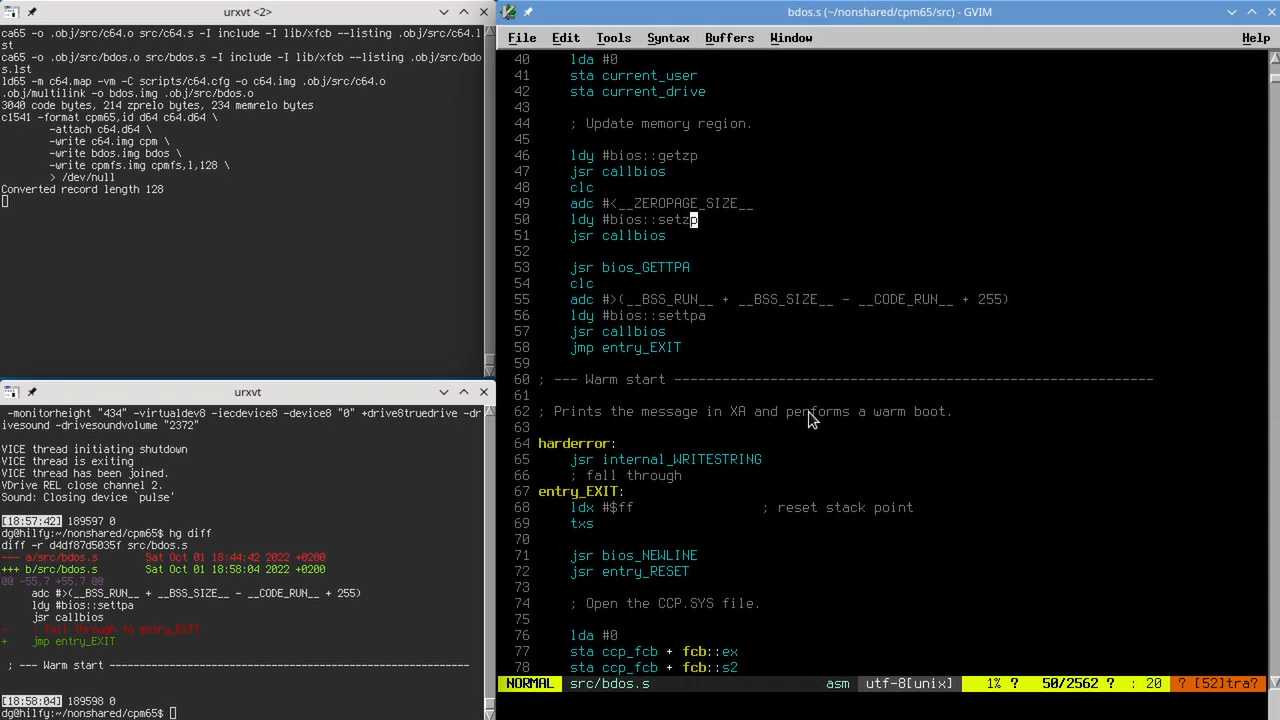 urxvt <2>
ca65 -o .obj/src/c64.o src/c64.s -I include -I lib/xfcb --listing .obj/src/c64.l
st
ca65 -o .obj/src/bdos.o src/bdos.s -I include -I lib/xfcb --listing .obj/src/bdo
s.lst
ld65 -m c64.map -vm -C scripts/c64.cfg -o c64.img .obj/src/c64.o
.obj/multilink -o bdos.img .obj/src/bdos.o
3040 code bytes, 214 zprelo bytes, 234 memrelo bytes
c1541 -format cpm65,id d64 c64.d64 \
        -attach c64.d64 \
        -write c64.img cpm \
        -write bdos.img bdos \
        -write cpmfs.img cpmfs,l,128 \
        > /dev/null
Converted record length 128
urxvt
 -monitorheight "434" -virtualdev8 -iecdevice8 -device8 "0" +drive8truedrive -dr
ivesound -drivesoundvolume "2372"
VICE thread initiating shutdown
VICE thread is exiting
VICE thread has been joined.
VDrive REL close channel 2.
Sound: Closing device `pulse'
[18:57:42] 189597 0
dg@hilfy:~/nonshared/cpm65$ hg diff
diff -r d4df87d5035f src/bdos.s
--- a/src/bdos.s        Sat Oct 01 18:44:42 2022 +0200
+++ b/src/bdos.s        Sat Oct 01 18:58:04 2022 +0200
@@ -55,7 +55,7 @@
     adc #>(__BSS_RUN__ + __BSS_SIZE__ - __CODE_RUN__ + 255)
     ldy #bios::settpa
     jsr callbios
-    ; fall through to entry_EXIT
+    jmp entry_EXIT
 ; --- Warm start ------------------------------------------------------------
[18:58:04] 189598 0
dg@hilfy:~/nonshared/cpm65$
bdos.s (~/nonshared/cpm65/src) - GVIM
File Edit Tools Syntax Buffers Window Help
40     lda #0
41     sta current_user
42     sta current_drive
43
44     ; Update memory region.
45
46     ldy #bios::getzp
47     jsr callbios
48     clc
49     adc #<__ZEROPAGE_SIZE__
50     ldy #bios::setzp
51     jsr callbios
52
53     jsr bios_GETTPA
54     clc
55     adc #>(__BSS_RUN__ + __BSS_SIZE__ - __CODE_RUN__ + 255)
56     ldy #bios::settpa
57     jsr callbios
58     jmp entry_EXIT
59
60 ; --- Warm start ------------------------------------------------------------
61
62 ; Prints the message in XA and performs a warm boot.
63
64 harderror:
65     jsr internal_WRITESTRING
66     ; fall through
67 entry_EXIT:
68     ldx #$ff                ; reset stack point
69     txs
70
71     jsr bios_NEWLINE
72     jsr entry_RESET
73
74     ; Open the CCP.SYS file.
75
76     lda #0
77     sta ccp_fcb + fcb::ex
78     sta ccp_fcb + fcb::s2
NORMAL src/bdos.s asm utf-8[unix] 1% ? 50/2562 ? : 20 ? [52]tra?